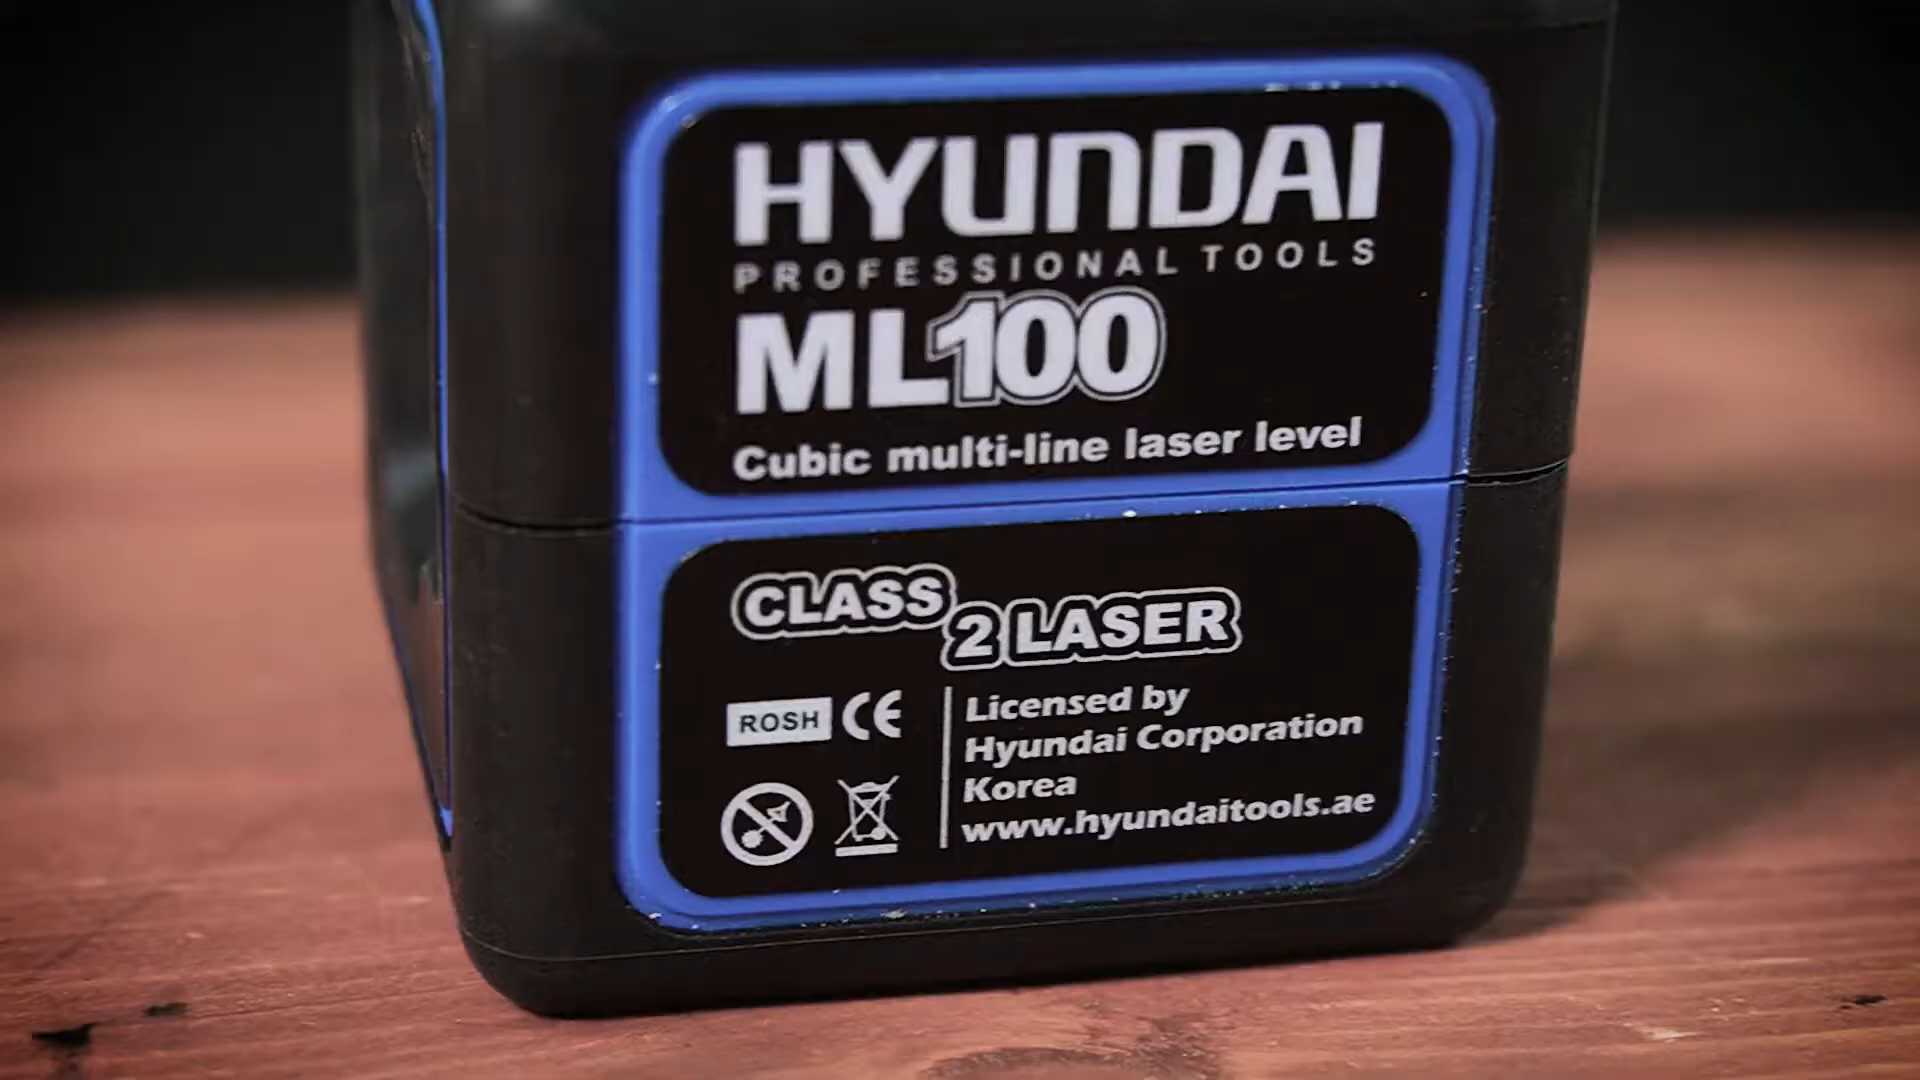 HYUNDAI
PROFESSIONAL TOOLS
ML100
Cubic multi-line laser level
CLASS 2 LASER
ROSH CE
Licensed by
Hyundai Corporation
Korea
www.hyundaitools.ae